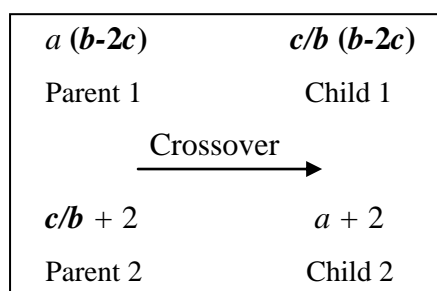 a (b-2c) c/b (b-2c)
Parent 1 Child 1
Crossover
c/b + 2 a + 2
Parent 2 Child 2